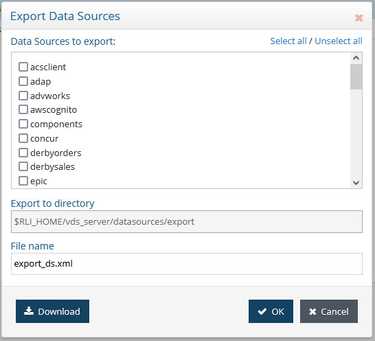 Export Data Sources
Data Sources to export: Select all / Unselect all
acsclient
adap
advworks
awscognito
components
concur
derbyorders
derbysales
epic
Export to directory
$RLI_HOME/vds_server/datasources/export
File name
export_ds.xml
Download OK Cancel